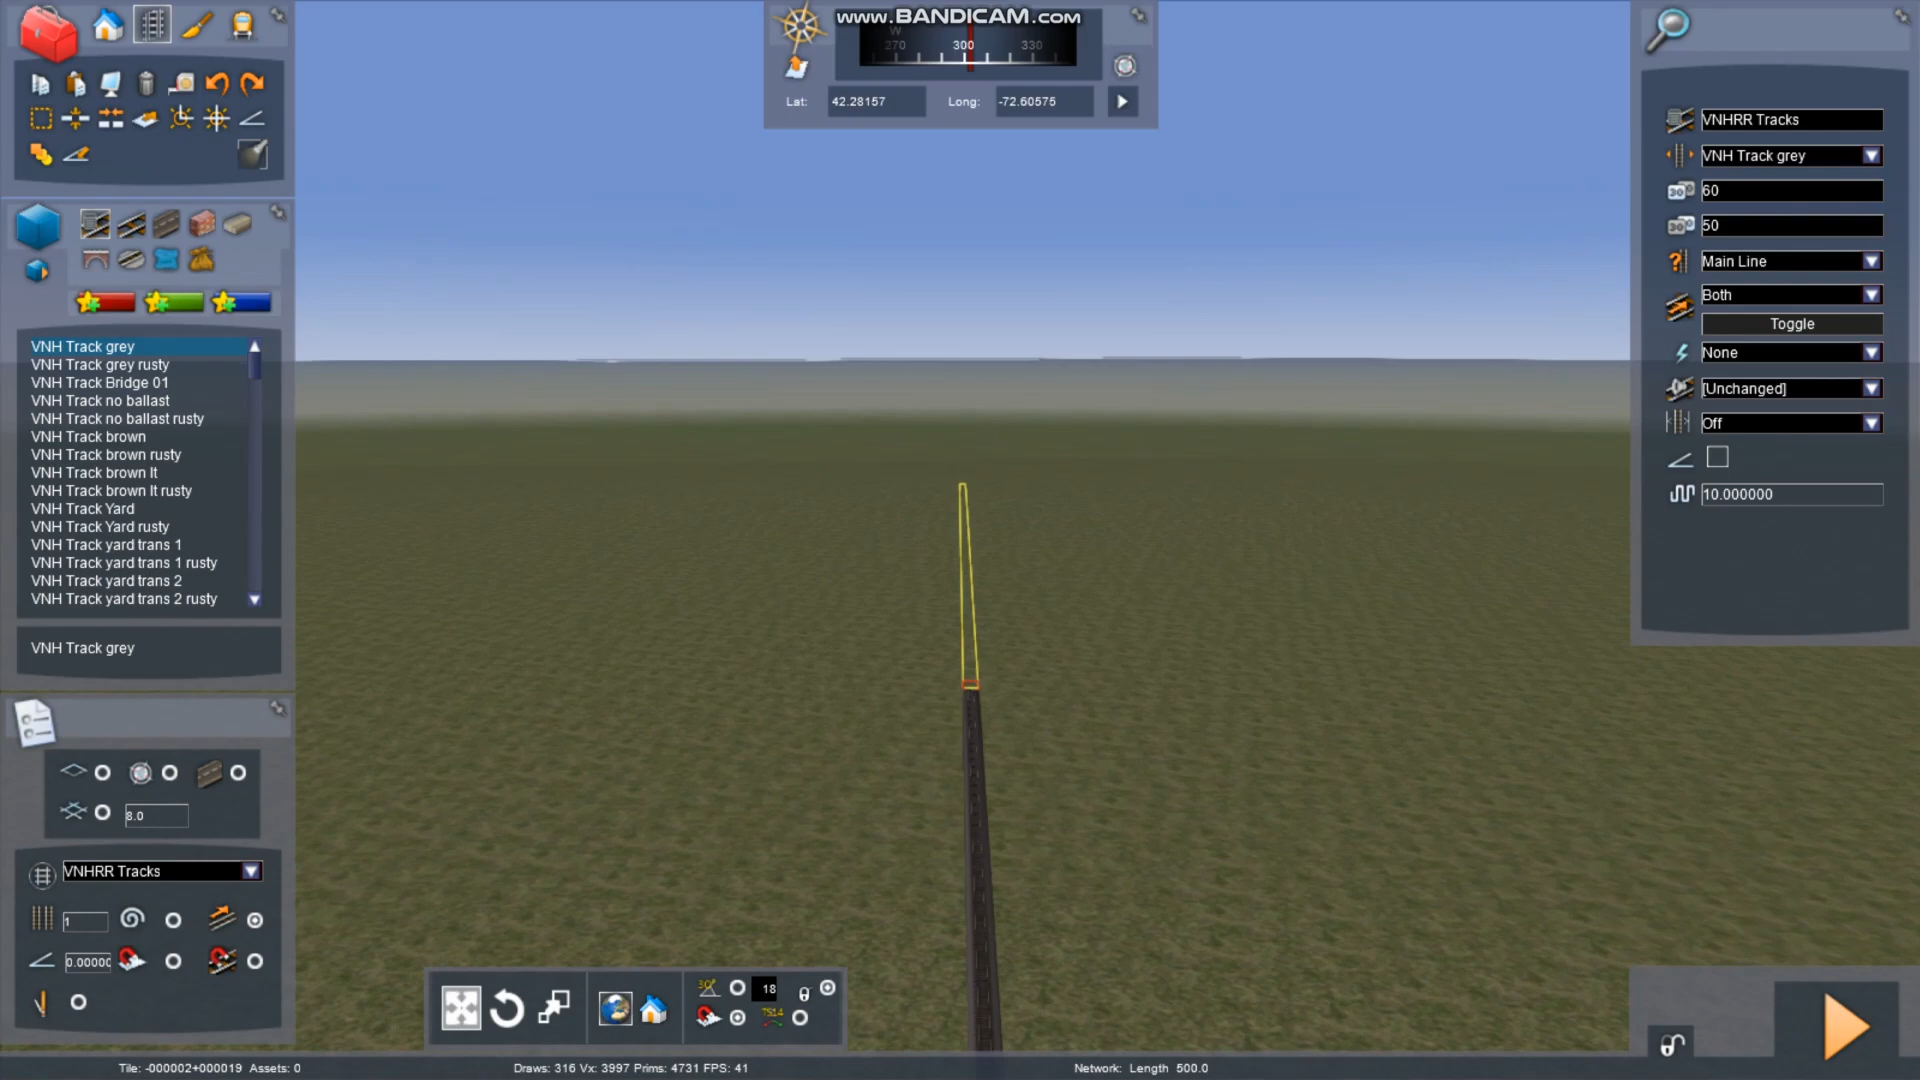 www.BANDICAM.com
W
270 300 330
Lat: 42.28157 Long: -72.60575
VNHRR Tracks
VNH Track grey
60
50
Main Line
Both
Toggle
None
[Unchanged]
Off
10.000000
VNH Track grey
VNH Track grey rusty
VNH Track Bridge 01
VNH Track no ballast
VNH Track no ballast rusty
VNH Track brown
VNH Track brown rusty
VNH Track brown lt
VNH Track brown lt rusty
VNH Track Yard
VNH Track Yard rusty
VNH Track yard trans 1
VNH Track yard trans 1 rusty
VNH Track yard trans 2
VNH Track yard trans 2 rusty
VNH Track grey
8.0
VNHRR Tracks
1
0.00000
30° 18
TS14
Tile: -000002+000019 Assets: 0
Draws: 316 Vx: 3997 Prims: 4731 FPS: 41
Network: Length 500.0